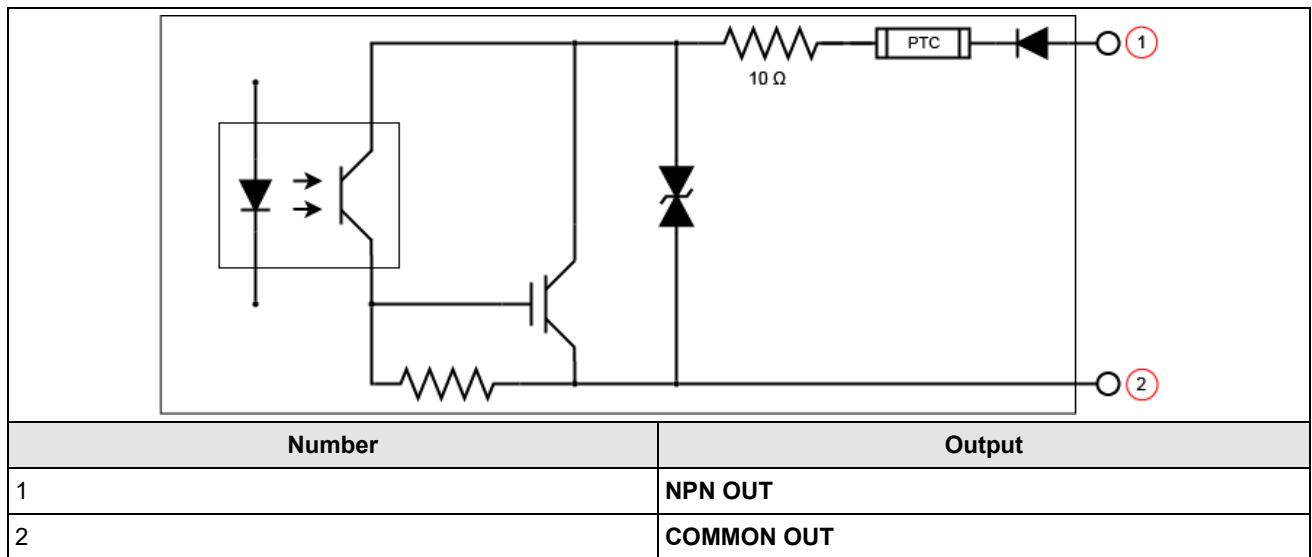 PTC
1
10 Ω
2
Number Output
1 NPN OUT
2 COMMON OUT